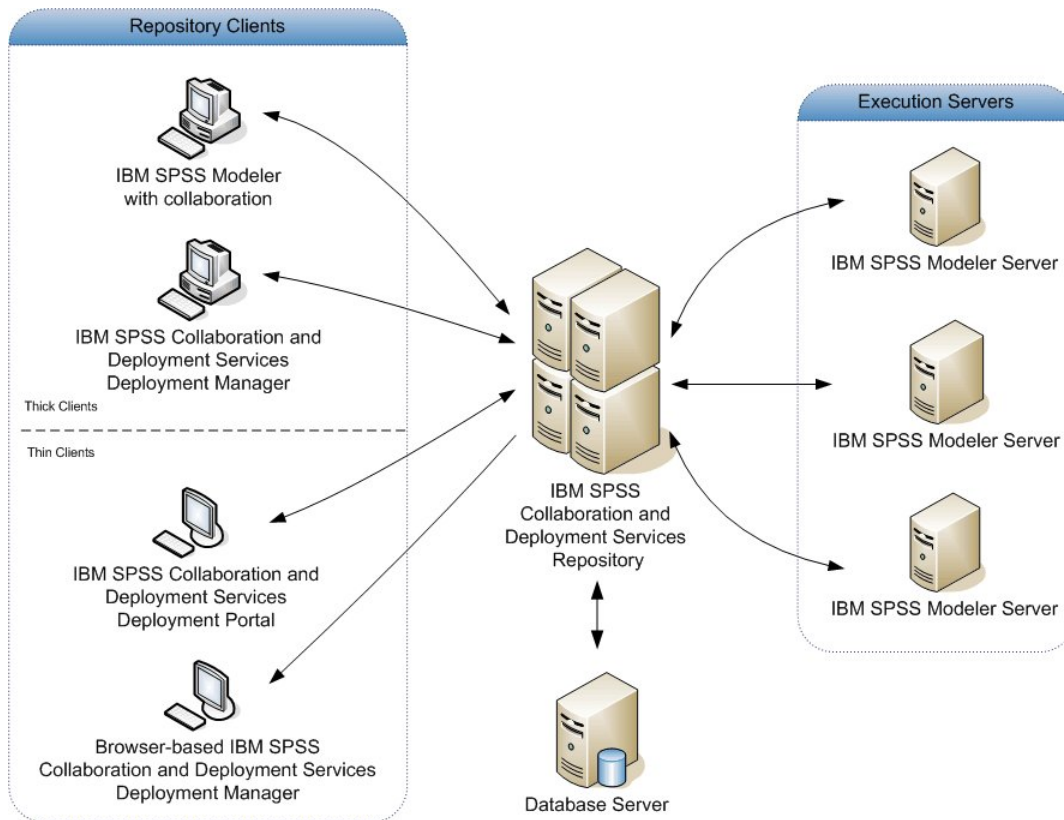 Repository Clients
IBM SPSS Modeler
with collaboration
IBM SPSS Collaboration and
Deployment Services
Deployment Manager
Thick Clients
Thin Clients
IBM SPSS Collaboration and
Deployment Services
Deployment Portal
Browser-based IBM SPSS
Collaboration and Deployment Services
Deployment Manager
IBM SPSS
Collaboration and
Deployment Services
Repository
Database Server
Execution Servers
IBM SPSS Modeler Server
IBM SPSS Modeler Server
IBM SPSS Modeler Server